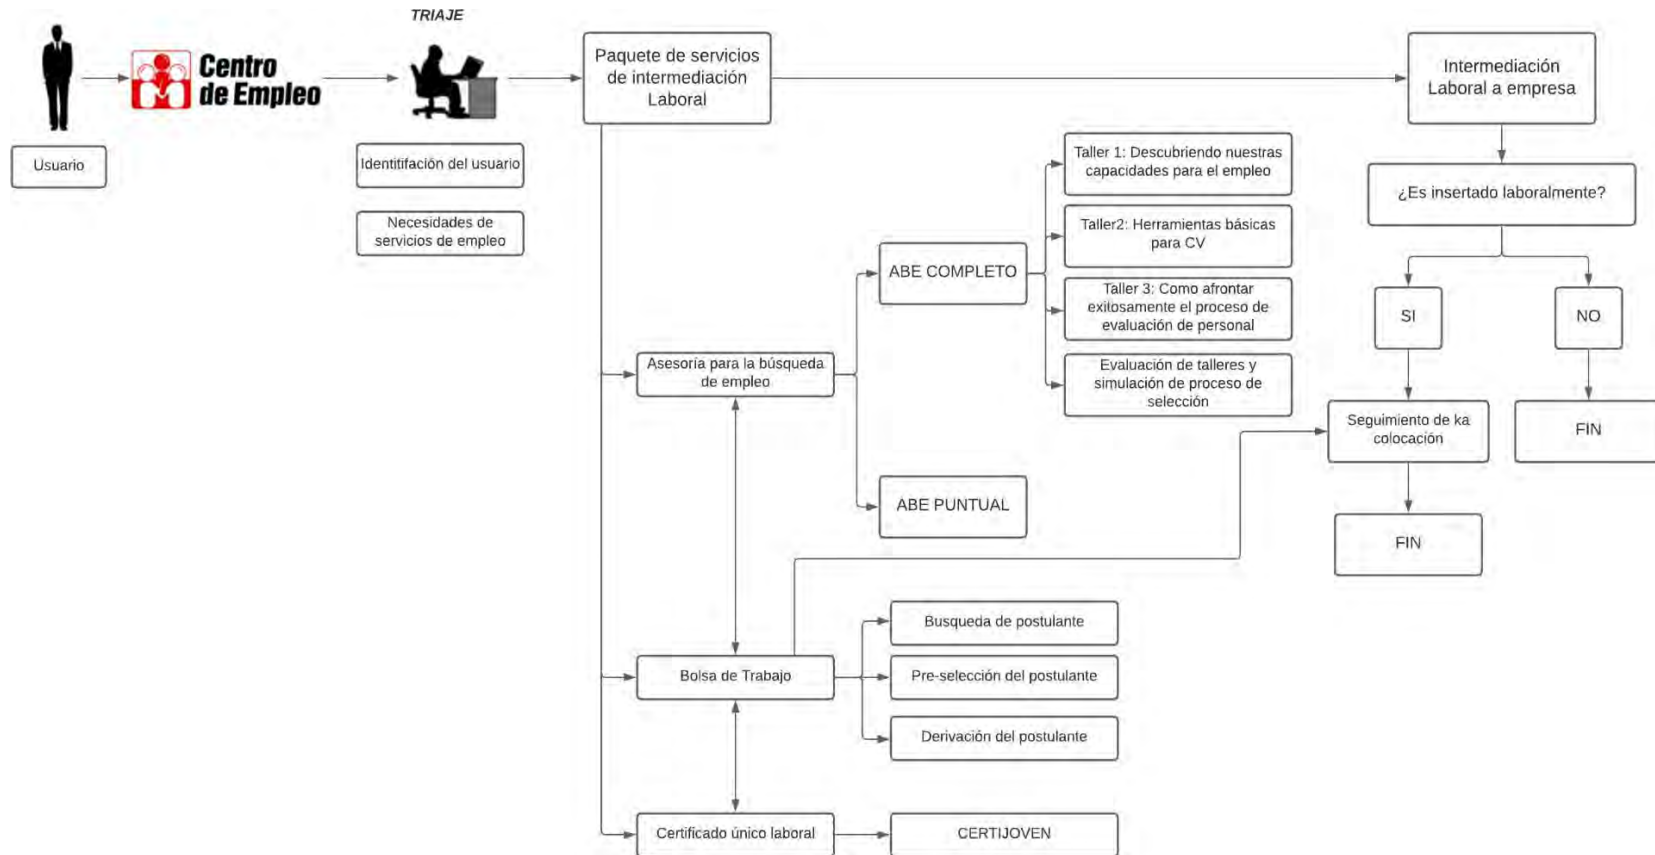 TRIAJE
Centro
de Empleo
Usuario
Identitifación del usuario
Necesidades de
servicios de empleo
Paquete de servicios
de intermediación
Laboral
Intermediación
Laboral a empresa
Taller 1: Descubriendo nuestras
capacidades para el empleo
Taller2: Herramientas básicas
para CV
Taller 3: Como afrontar
exitosamente el proceso de
evaluación de personal
Evaluación de talleres y
simulación de proceso de
selección
ABE COMPLETO
Asesoría para la búsqueda
de empleo
ABE PUNTUAL
¿Es insertado laboralmente?
SI
NO
Seguimiento de ka
colocación
FIN
FIN
Busqueda de postulante
Bolsa de Trabajo
Pre-selección del postulante
Derivación del postulante
Certificado único laboral
CERTIJOVEN